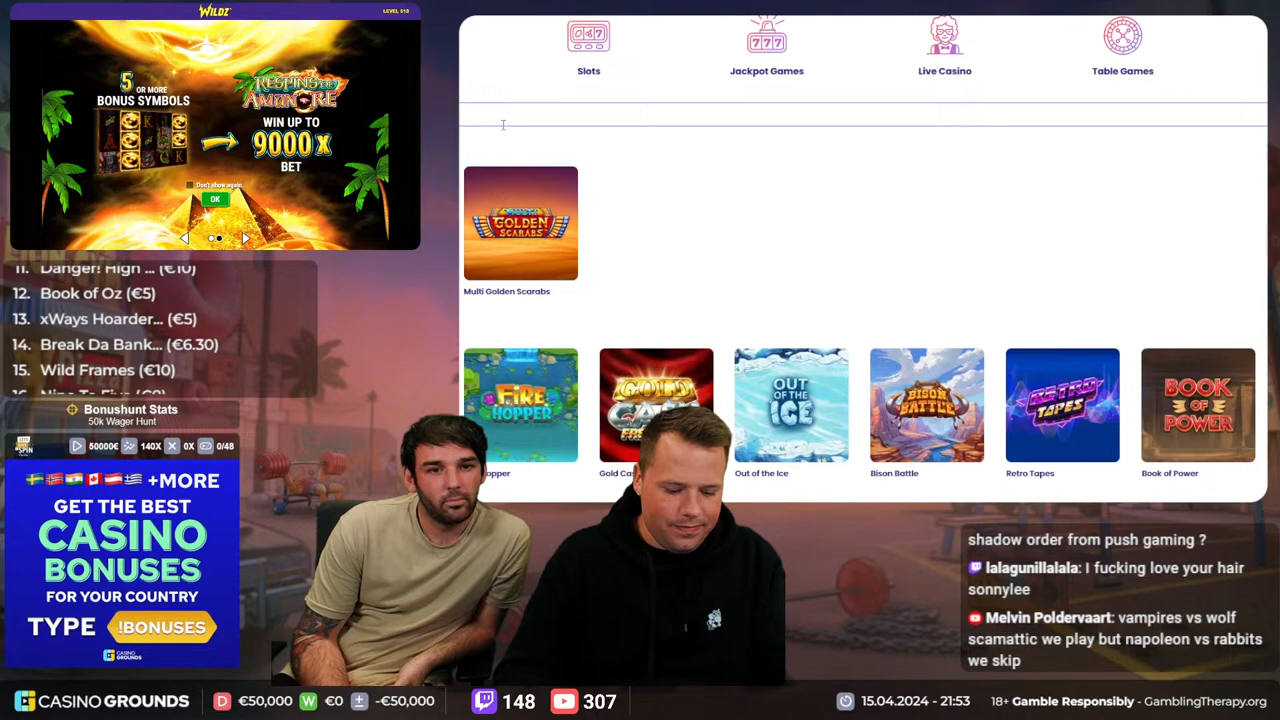 WILDZ
LEVEL 518
5 OR MORE
BONUS SYMBOLS
RESPINS OF
AMUN-RE
WIN UP TO
9000x
BET
Don't show again
OK
Slots
Jackpot Games
Live Casino
Table Games
MULTI
GOLDEN
SCARABS
Multi Golden Scarabs
11. Danger! High ... (€10)
12. Book of Oz (€5)
13. xWays Hoarder... (€5)
14. Break Da Bank... (€6.30)
15. Wild Frames (€10)
Bonushunt Stats
50k Wager Hunt
SPIN
50000€
140X
0X
0/48
+MORE
GET THE BEST
CASINO
BONUSES
FOR YOUR COUNTRY
TYPE !BONUSES
CASINO
GROUNDS
FIRE
HOPPER
GOLD
OUT
OF THE
ICE
BISON
BATTLE
RETRO
TAPES
BOOK
OF
POWER
opper
Gold Ca
Out of the Ice
Bison Battle
Retro Tapes
Book of Power
shadow order from push gaming ?
lalagunillalala: I fucking love your hair
sonnylee
Melvin Poldervaart: vampires vs wolf
scamattic we play but napoleon vs rabbits
we skip
CASINOGROUNDS
D €50,000 W €0 ± -€50,000
148
307
15.04.2024 - 21:53
18+ Gamble Responsibly - GamblingTherapy.org